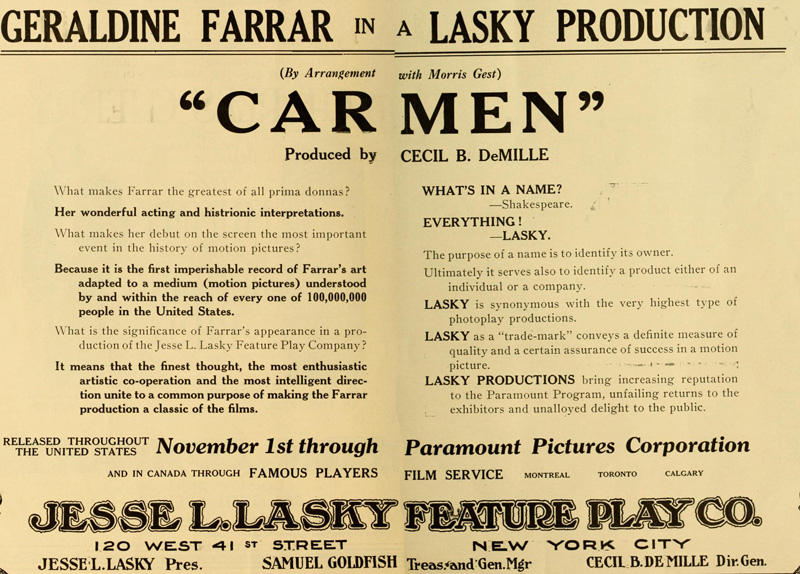 GERALDINE FARRAR IN A LASKY PRODUCTION
(By Arrangement with Morris Gest)
"CARMEN"
Produced by CECIL B. DeMILLE
What makes Farrar the greatest of all prima donnas?
Her wonderful acting and histrionic interpretations.
What makes her debut on the screen the most important
event in the history of motion pictures?
Because it is the first imperishable record of Farrar's art
adapted to a medium (motion pictures) understood
by and within the reach of every one of 100,000,000
people in the United States.
What is the significance of Farrar's appearance in a pro-
duction of the Jesse L. Lasky Feature Play Company?
It means that the finest thought, the most enthusiastic
artistic co-operation and the most intelligent direc-
tion unite to a common purpose of making the Farrar
production a classic of the films.
WHAT'S IN A NAME?
—Shakespeare.
EVERYTHING!
—LASKY.
The purpose of a name is to identify its owner.
Ultimately it serves also to identify a product either of an
individual or a company.
LASKY is synonymous with the very highest type of
photoplay productions.
LASKY as a "trade-mark" conveys a definite measure of
quality and a certain assurance of success in a motion
picture.
LASKY PRODUCTIONS bring increasing reputation
to the Paramount Program, unfailing returns to the
exhibitors and unalloyed delight to the public.
RELEASED THROUGHOUT
THE UNITED STATES
November 1st through Paramount Pictures Corporation
AND IN CANADA THROUGH FAMOUS PLAYERS FILM SERVICE MONTREAL TORONTO CALGARY
JESSE L. LASKY FEATURE PLAY CO.
120 WEST 41 ST STREET NEW YORK CITY
JESSE L. LASKY Pres. SAMUEL GOLDFISH Treas. and Gen. Mgr CECIL B. DE MILLE Dir. Gen.